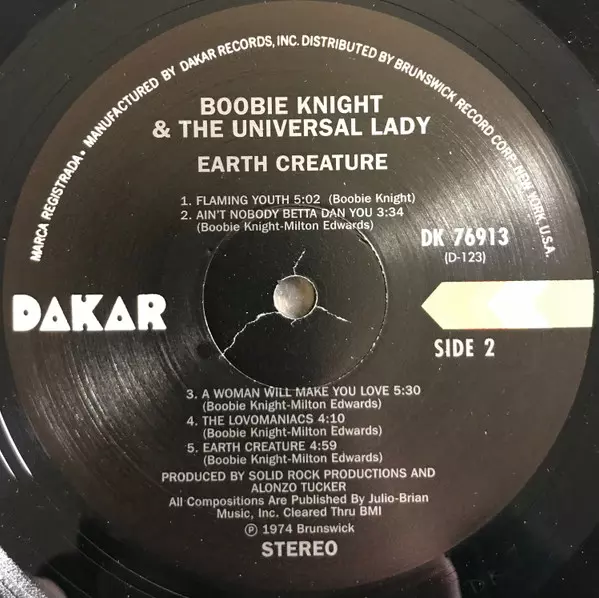 MARCA REGISTRADA • MANUFACTURED BY DAKAR RECORDS, INC. DISTRIBUTED BY BRUNSWICK RECORD CORP. NEW YORK, U.S.A.
BOOBIE KNIGHT
& THE UNIVERSAL LADY
EARTH CREATURE
1. FLAMING YOUTH 5:02 (Boobie Knight)
2. AIN'T NOBODY BETTA DAN YOU 3:34
(Boobie Knight-Milton Edwards)
DK 76913
(D-123)
DAKAR
SIDE 2
3. A WOMAN WILL MAKE YOU LOVE 5:30
(Boobie Knight-Milton Edwards)
4. THE LOVOMANIACS 4:10
(Boobie Knight-Milton Edwards)
5. EARTH CREATURE 4:59
(Boobie Knight-Milton Edwards)
PRODUCED BY SOLID ROCK PRODUCTIONS AND
ALONZO TUCKER
All Compositions Are Published By Julio-Brian
Music, Inc. Cleared Thru BMI
℗ 1974 Brunswick
STEREO